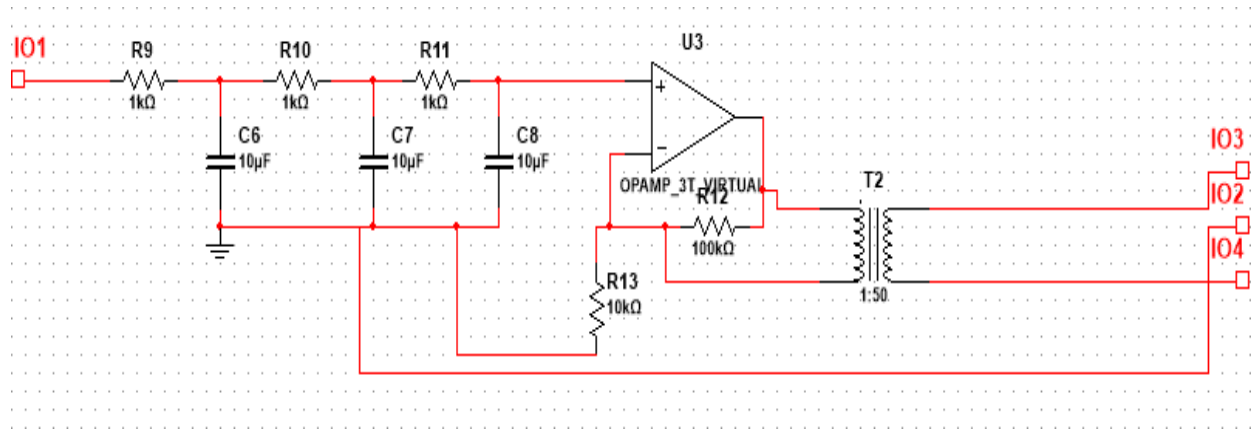 IO1
R9
1kΩ
R10
1kΩ
R11
1kΩ
U3
+
−
OPAMP_3T_VIRTUAL
C6
10µF
C7
10µF
C8
10µF
R12
100kΩ
R13
10kΩ
T2
1:50
IO3
IO2
IO4